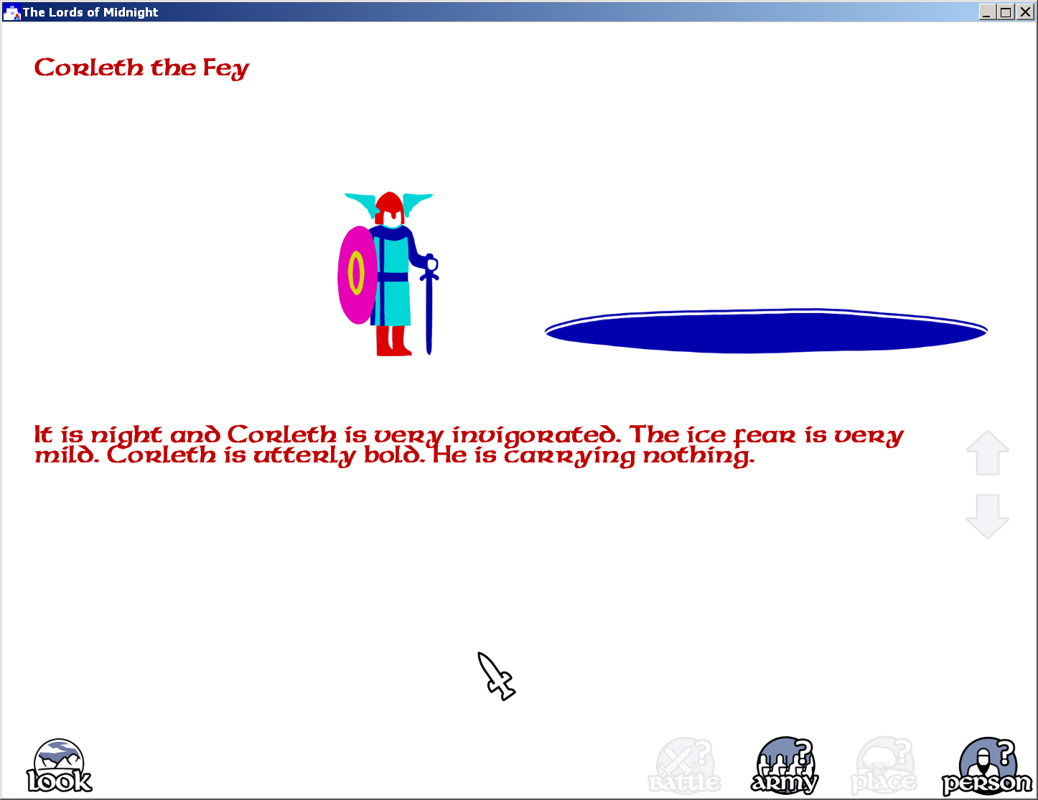 The Lords of Midnight
Corleth the Fey
It is night and Corleth is very invigorated. The ice fear is very
mild. Corleth is utterly bold. He is carrying nothing.
look
BATTLE
ARMY
place
person